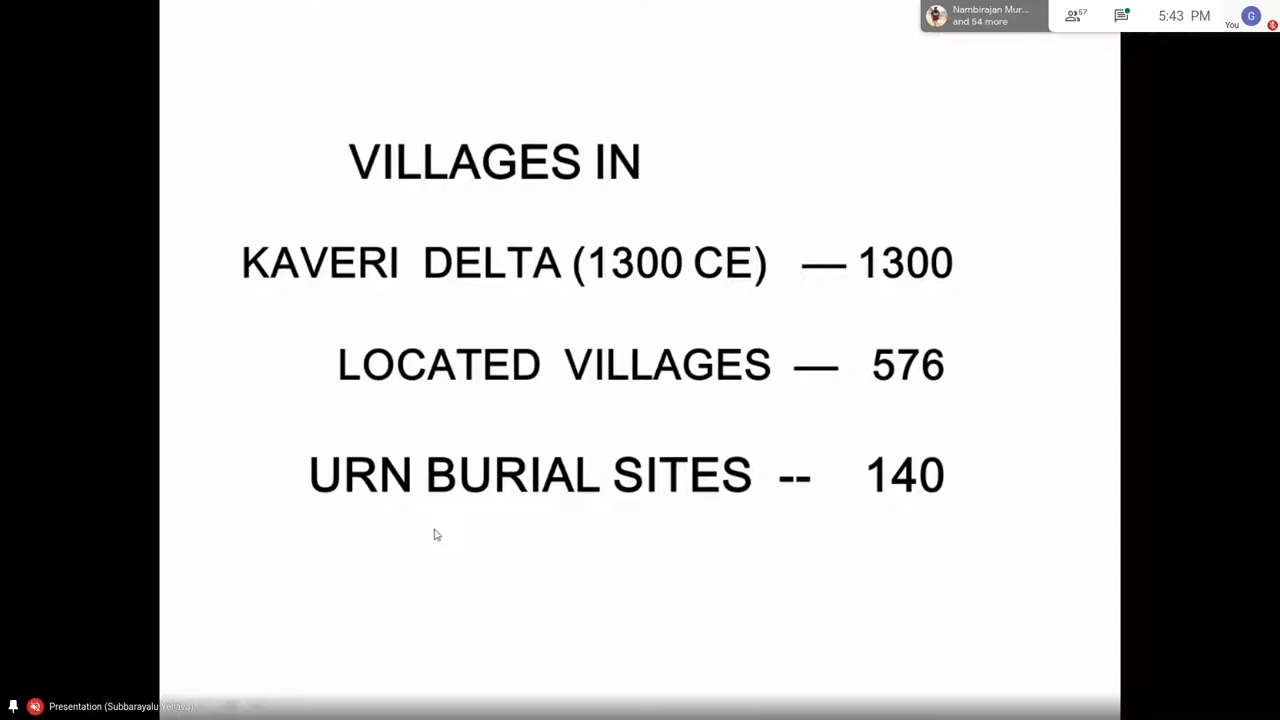 Nambirajan Mur...
and 54 more
57
5:43 PM
You
G
VILLAGES IN
KAVERI DELTA (1300 CE) — 1300
LOCATED VILLAGES — 576
URN BURIAL SITES -- 140
Presentation (Subbarayalu Yellava)